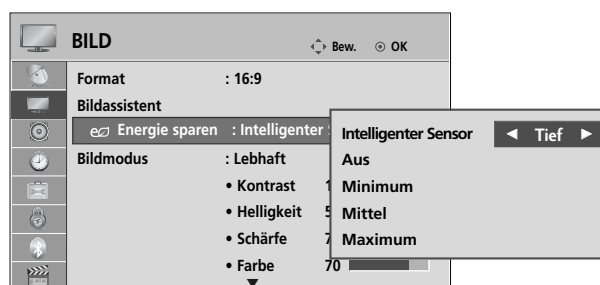 BILD
Bew. OK
Format : 16:9
Bildassistent
Energie sparen : Intelligenter
Bildmodus : Lebhaft
• Kontrast
• Helligkeit
• Schärfe
• Farbe 70
Intelligenter Sensor ◄ Tief ►
Aus
Minimum
Mittel
Maximum